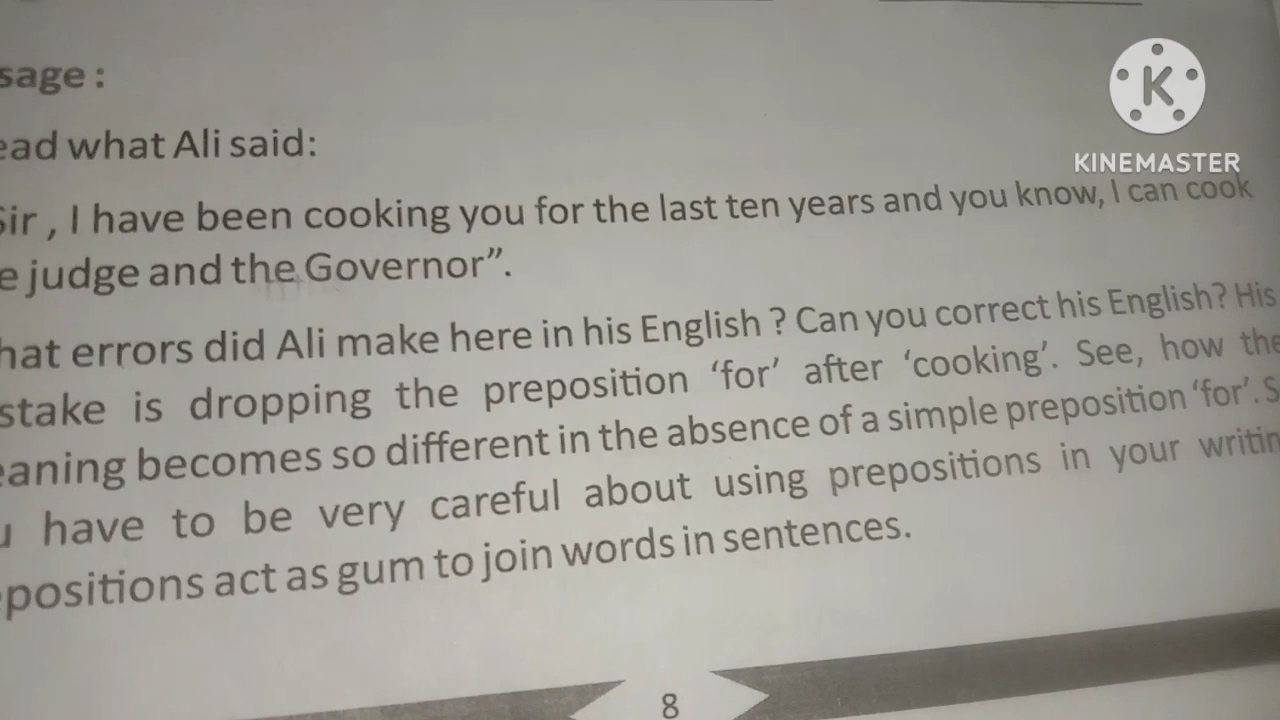 sage :
KINEMASTER
ead what Ali said:
Sir , I have been cooking you for the last ten years and you know, I can cook
e judge and the Governor”.
hat errors did Ali make here in his English ? Can you correct his English? His
stake is dropping the preposition ‘for’ after ‘cooking’. See, how the
eaning becomes so different in the absence of a simple preposition ‘for’. S
u have to be very careful about using prepositions in your writin
epositions act as gum to join words in sentences.
8